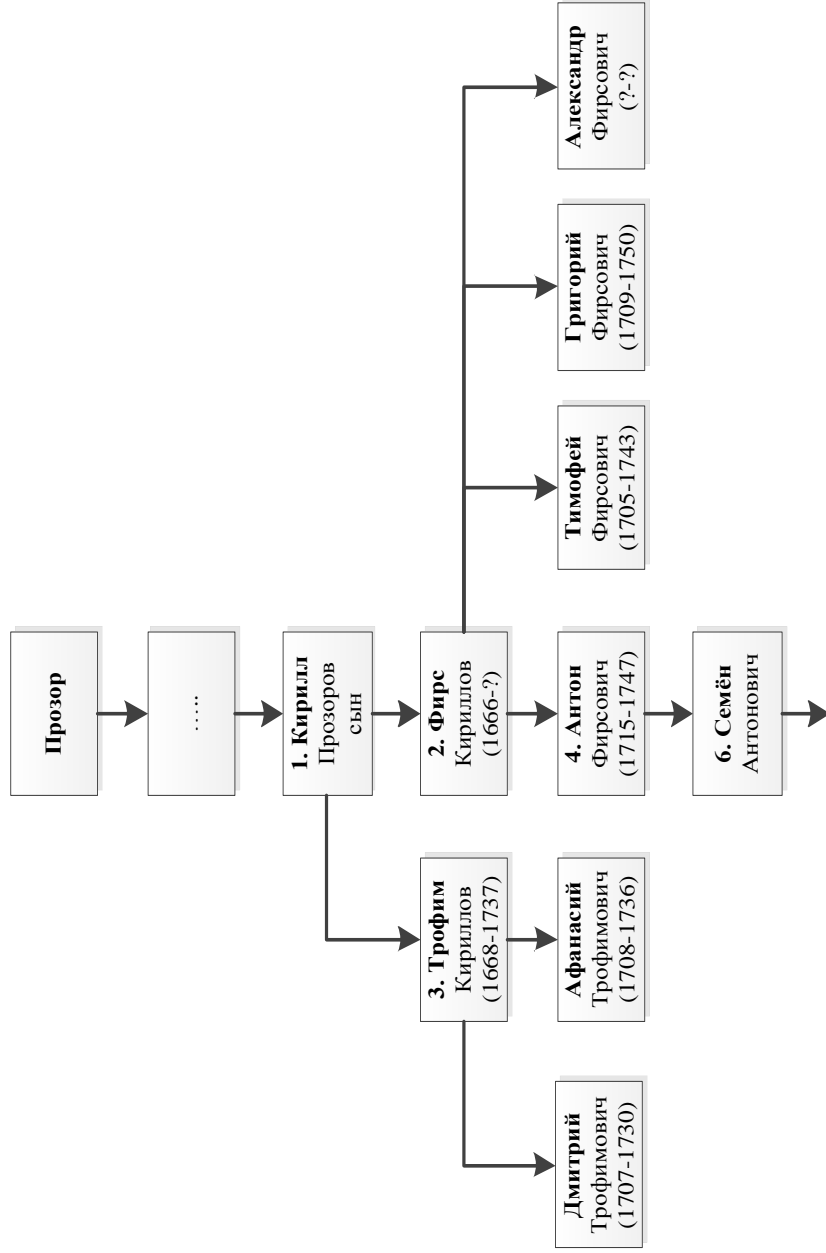 Прозор
…..
1. Кирилл
Прозоров
сын
3. Трофим
Кириллов
(1668-1737)
2. Фирс
Кириллов
(1666-?)
Дмитрий
Трофимович
(1707-1730)
Афанасий
Трофимович
(1708-1736)
4. Антон
Фирсович
(1715-1747)
Тимофей
Фирсович
(1705-1743)
Григорий
Фирсович
(1709-1750)
Александр
Фирсович
(?-?)
6. Семён
Антонович